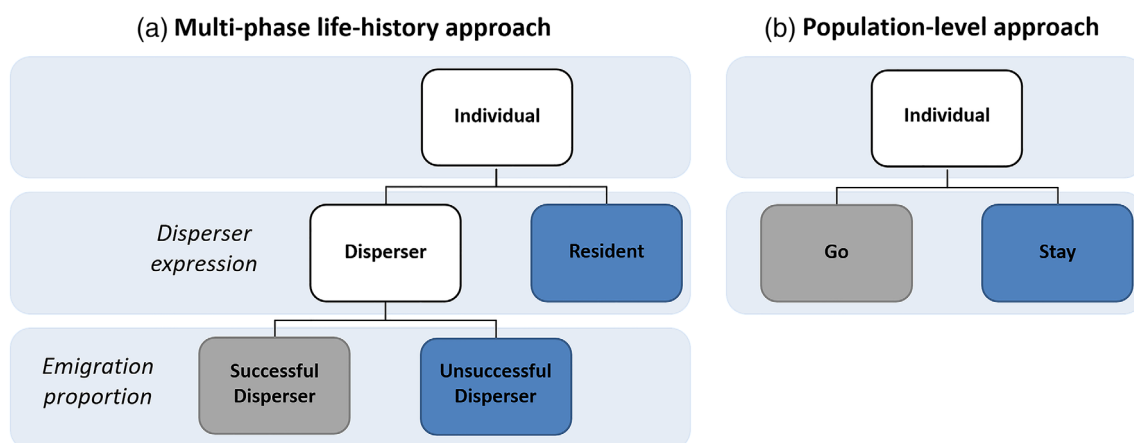 (a) Multi-phase life-history approach
Individual
Disperser
expression
Disperser
Resident
Emigration
proportion
Successful
Disperser
Unsuccessful
Disperser
(b) Population-level approach
Individual
Go
Stay